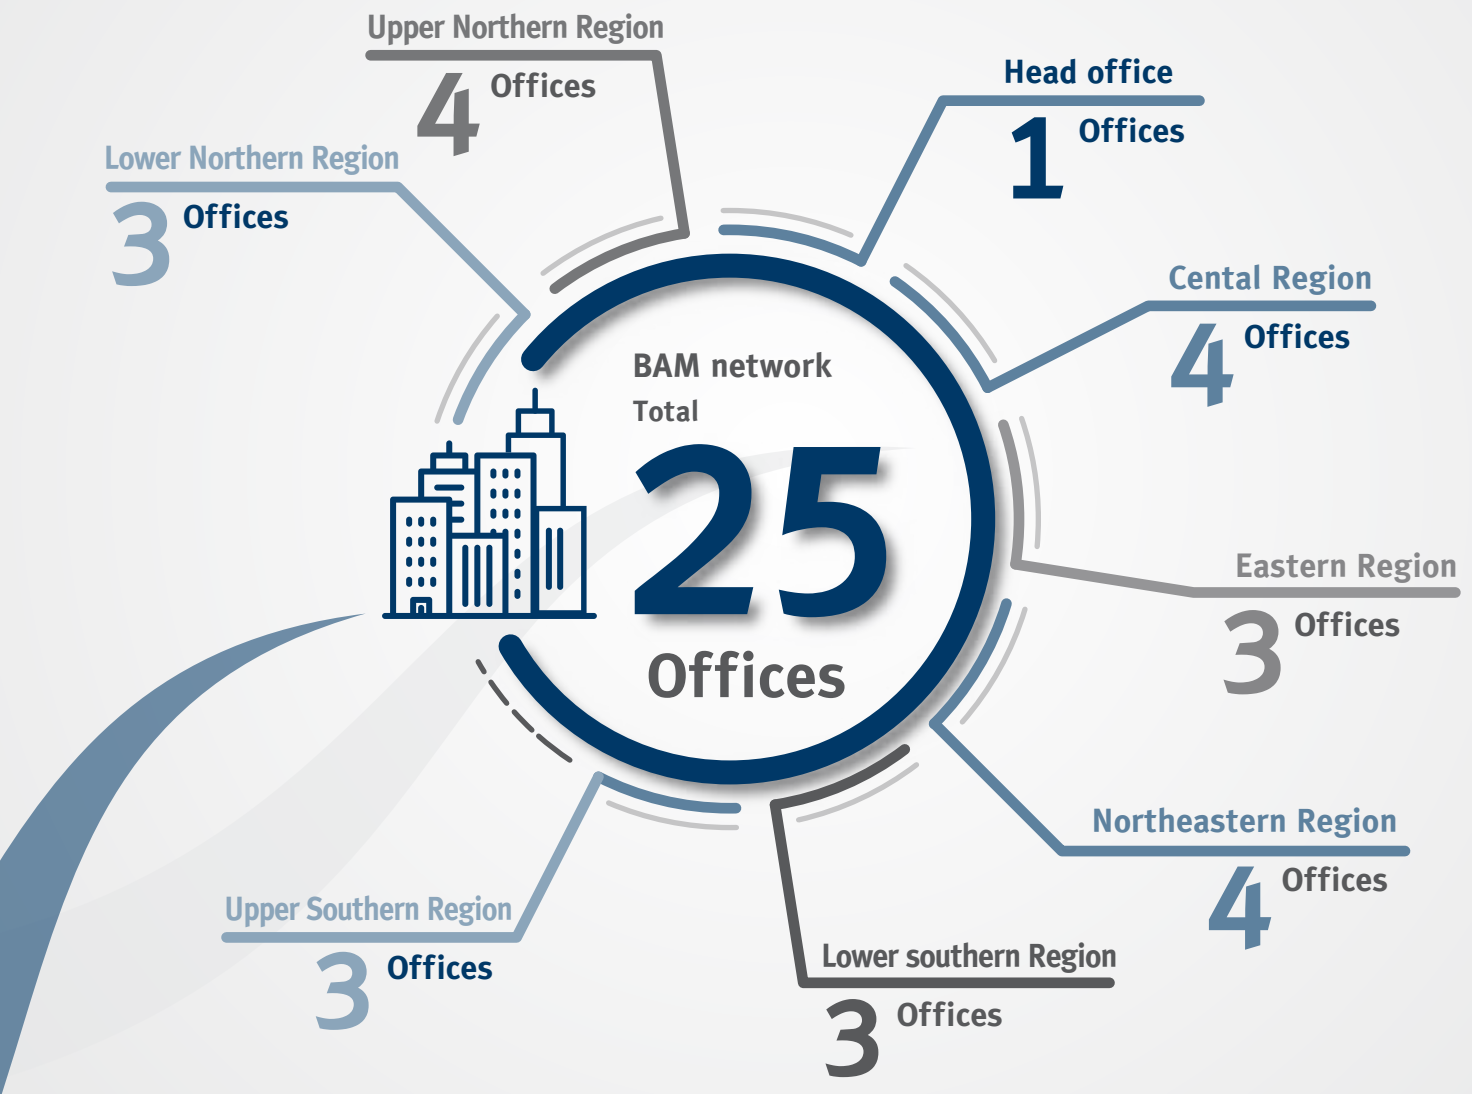 Upper Northern Region
4 Offices
Head office
1 Offices
Lower Northern Region
3 Offices
Cental Region
4 Offices
BAM network
Total
25
Offices
Eastern Region
3 Offices
Northeastern Region
4 Offices
Upper Southern Region
3 Offices
Lower southern Region
3 Offices